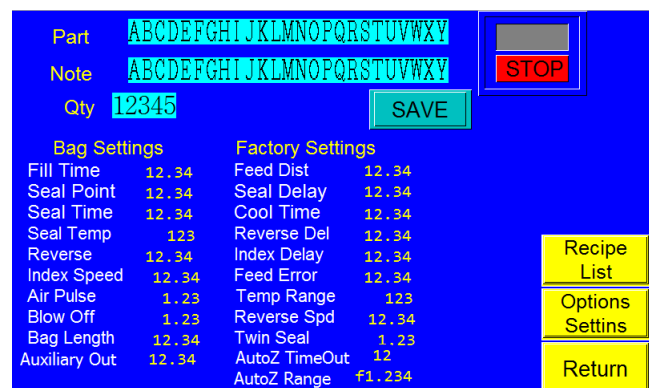 Part ABCDEFGHIJKLMNOPQRSTUVWXY
Note ABCDEFGHIJKLMNOPQRSTUVWXY
STOP
Qty 12345
SAVE
Bag Settings
Fill Time 12.34
Seal Point 12.34
Seal Time 12.34
Seal Temp 123
Reverse 12.34
Index Speed 12.34
Air Pulse 1.23
Blow Off 1.23
Bag Length 12.34
Auxiliary Out 12.34
Factory Settings
Feed Dist 12.34
Seal Delay 12.34
Cool Time 12.34
Reverse Del 12.34
Index Delay 12.34
Feed Error 12.34
Temp Range 123
Reverse Spd 12.34
Twin Seal 1.23
AutoZ TimeOut 12
AutoZ Range f1.234
Recipe
List
Options
Settins
Return